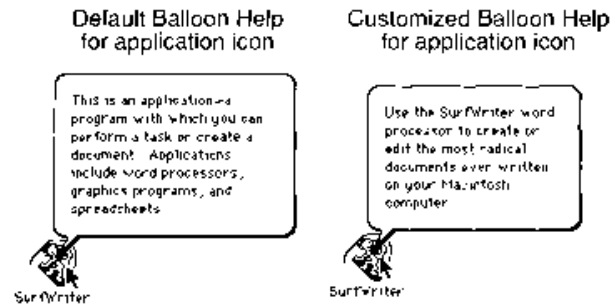 Default Balloon Help
for application icon
This is an application—a
program with which you can
perform a task or create a
document. Applications
include word processors,
graphics programs, and
spreadsheets.
SurfWriter
Customized Balloon Help
for application icon
Use the SurfWriter word
processor to create or
edit the most radical
documents ever written
on your Macintosh
computer.
SurfWriter